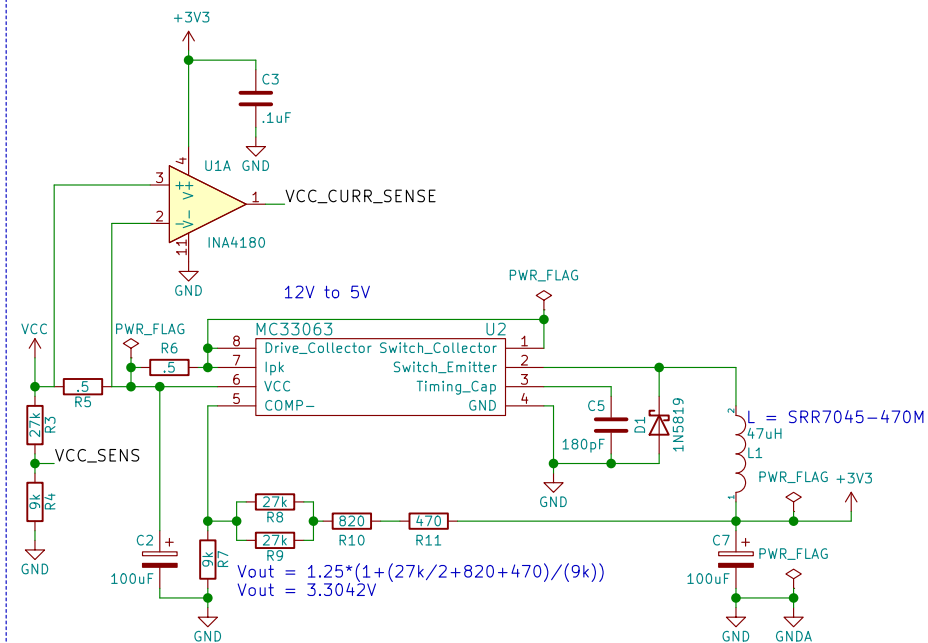 +3V3
C3
.1uF
GND
U1A
4
3
V+
+
1
VCC_CURR_SENSE
2
V-
-
11
INA4180
GND
PWR_FLAG
12V to 5V
VCC
PWR_FLAG
R6
.5
MC33063
U2
8
Drive_Collector
Switch_Collector
1
7
Ipk
Switch_Emitter
2
6
VCC
Timing_Cap
3
5
COMP-
GND
4
.5
R5
27k
R3
VCC_SENS
9k
R4
GND
C5
180pF
D1
1N5819
GND
2
L = SRR7045-470M
47uH
L1
1
PWR_FLAG
+3V3
27k
R8
27k
R9
820
R10
470
R11
C2
+
100uF
9k
R7
Vout = 1.25*(1+(27k/2+820+470)/(9k))
Vout = 3.3042V
GND
C7
+
100uF
PWR_FLAG
GND
GNDA